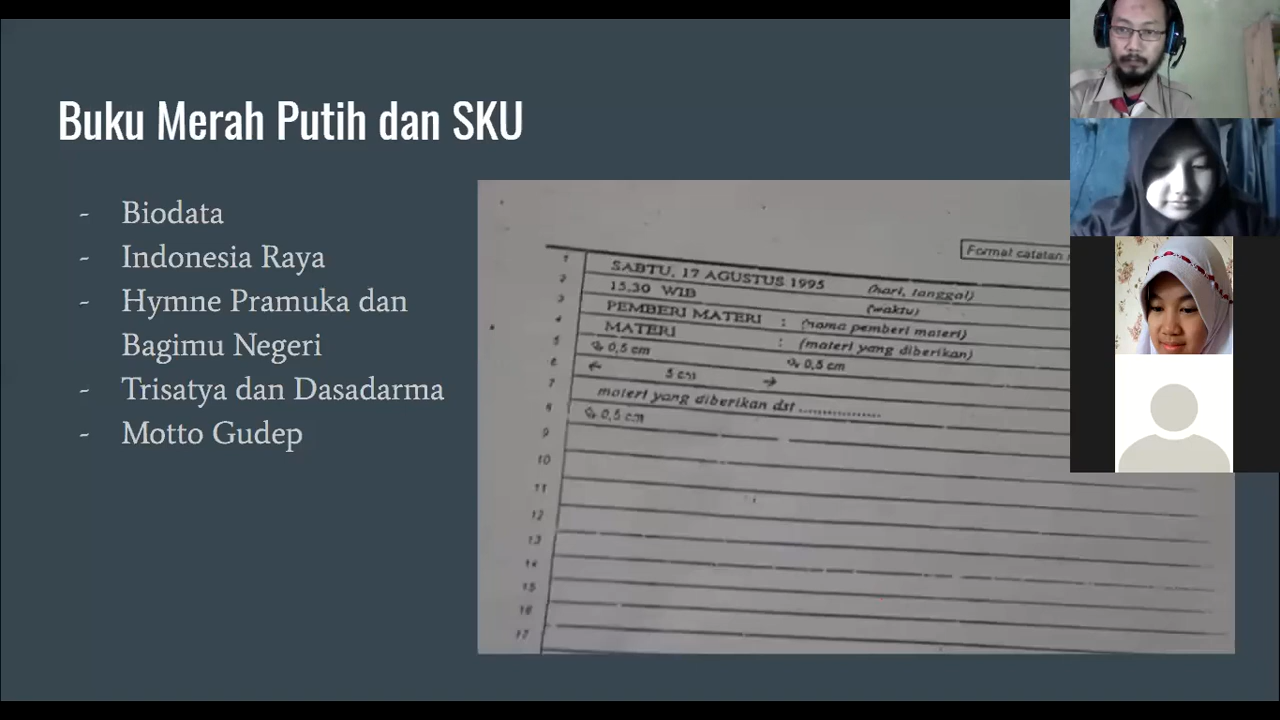 Buku Merah Putih dan SKU
- Biodata
- Indonesia Raya
- Hymne Pramuka dan
Bagimu Negeri
- Trisatya dan Dasadarma
- Motto Gudep
Format catatan
1 SABTU, 17 AGUSTUS 1995 (hari, tanggal)
2 15.30 WIB (waktu)
3 PEMBERI MATERI : (nama pemberi materi)
4 MATERI : (materi yang diberikan)
5 0,5 cm 0,5 cm
6 ← 5 cm →
7 materi yang diberikan dst ................
8 0,5 cm
9
10
11
12
13
14
15
16
17